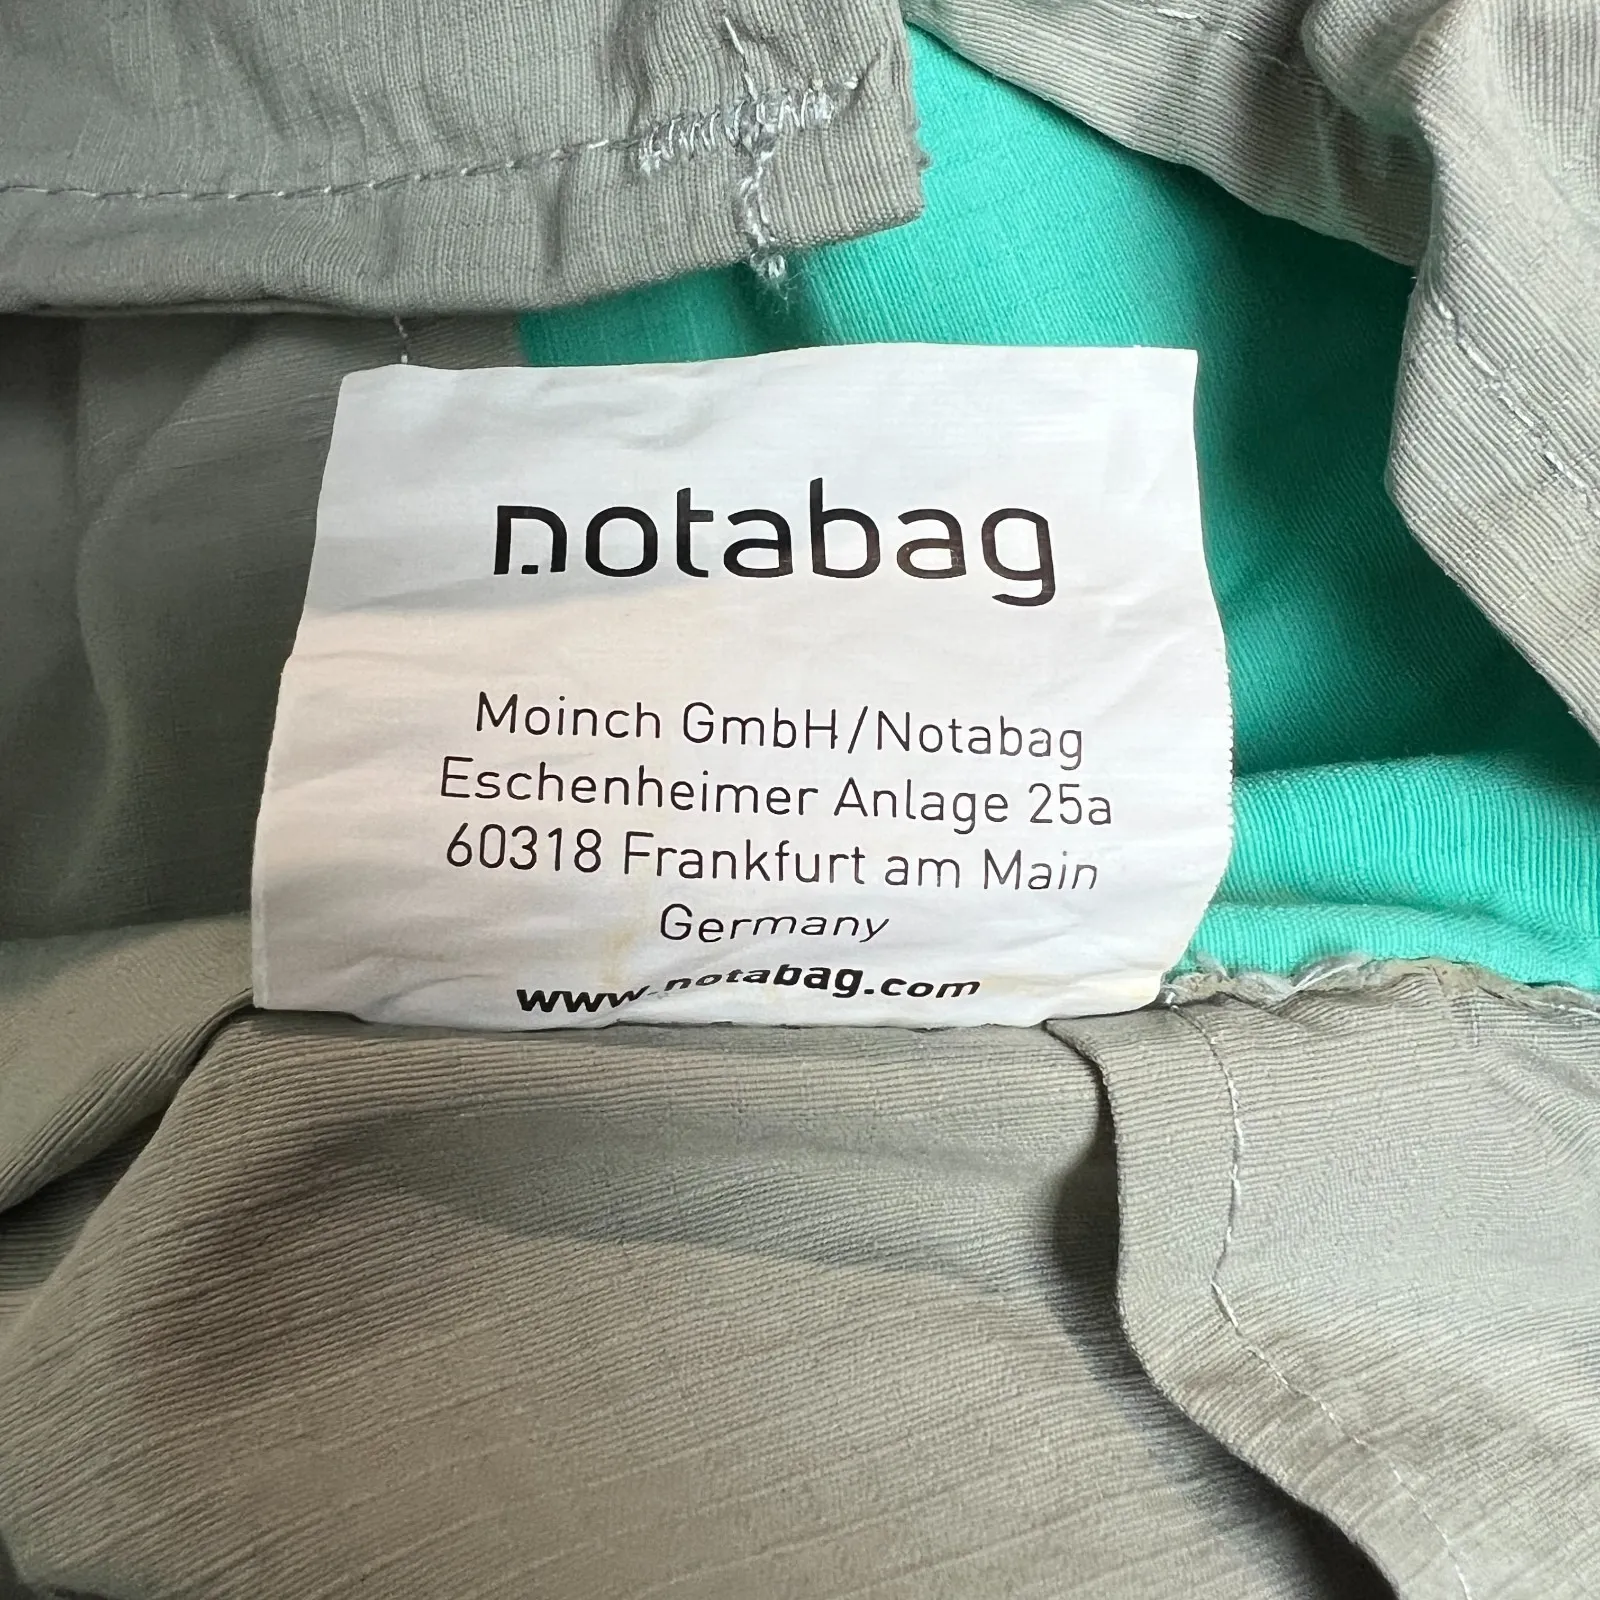 notabag
Moinch GmbH/Notabag
Eschenheimer Anlage 25a
60318 Frankfurt am Main
Germany
www.notabag.com